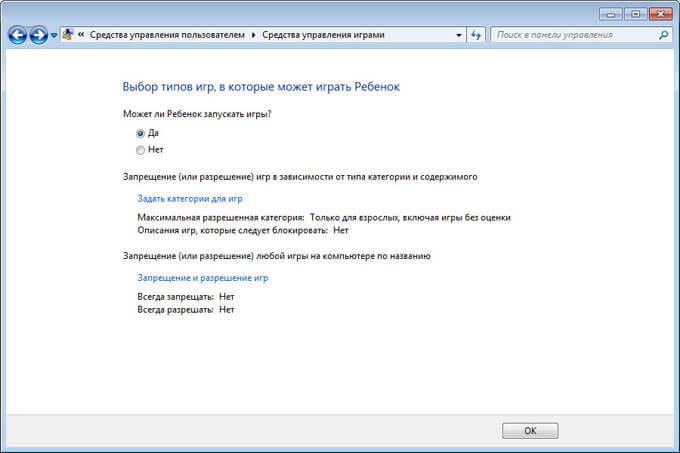 « Средства управления пользователем Средства управления играми Поиск в панели управления
Выбор типов игр, в которые может играть Ребенок
Может ли Ребенок запускать игры?
Да
Нет
Запрещение (или разрешение) игр в зависимости от типа категории и содержимого
Задать категории для игр
Максимальная разрешенная категория: Только для взрослых, включая игры без оценки
Описания игр, которые следует блокировать: Нет
Запрещение (или разрешение) любой игры на компьютере по названию
Запрещение и разрешение игр
Всегда запрещать: Нет
Всегда разрешать: Нет
OK